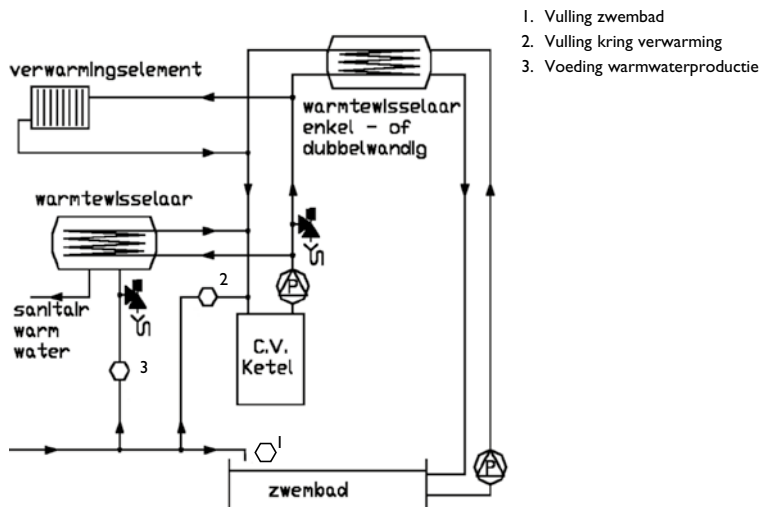 1. Vulling zwembad
2. Vulling kring verwarming
3. Voeding warmwaterproductie
verwarmingselement
warmtewisselaar
enkel - of
dubbelwandig
warmtewisselaar
2
P
sanitair
warm
water
3
C.V.
Ketel
1
P
zwembad